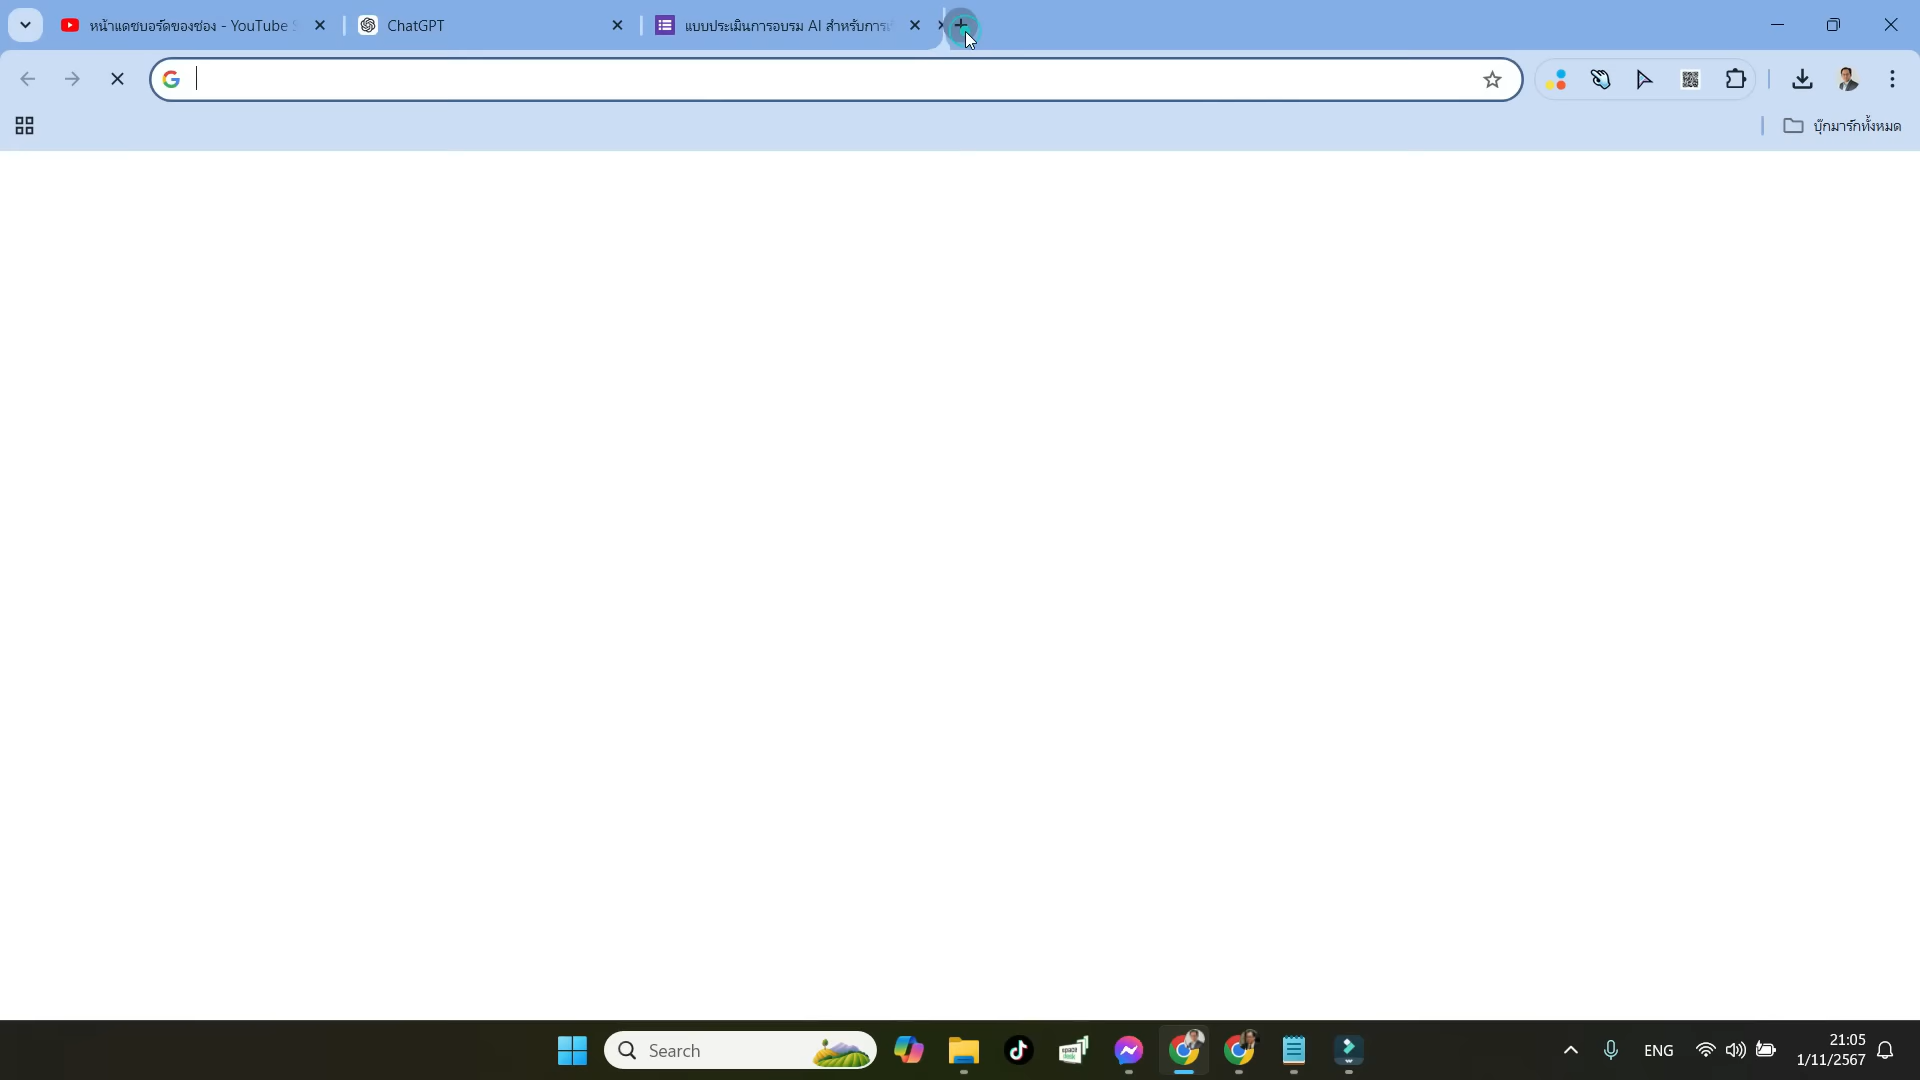 หน้าแดชบอร์ดของช่อง - YouTube
ChatGPT
แบบประเมินการอบรม AI สำหรับการ
บุ๊กมาร์กทั้งหมด
Search
ENG
21:05
1/11/2567